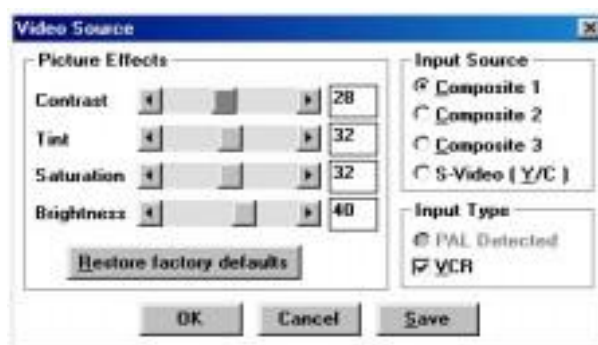 Video Source
Picture Effects
Contrast 28
Tint 32
Saturation 32
Brightness 40
Restore factory defaults
Input Source
Composite 1
Composite 2
Composite 3
S-Video ( Y/C )
Input Type
PAL Detected
VCR
OK Cancel Save